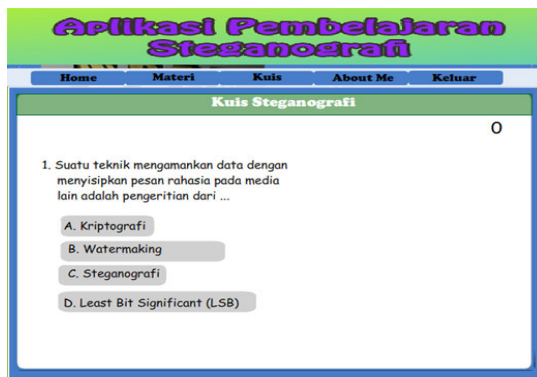 Aplikasi Pembelajaran
Steganografi
Home Materi Kuis About Me Keluar
Kuis Steganografi
0
1. Suatu teknik mengamankan data dengan
menyisipkan pesan rahasia pada media
lain adalah pengeritian dari ...
A. Kriptografi
B. Watermaking
C. Steganografi
D. Least Bit Significant (LSB)